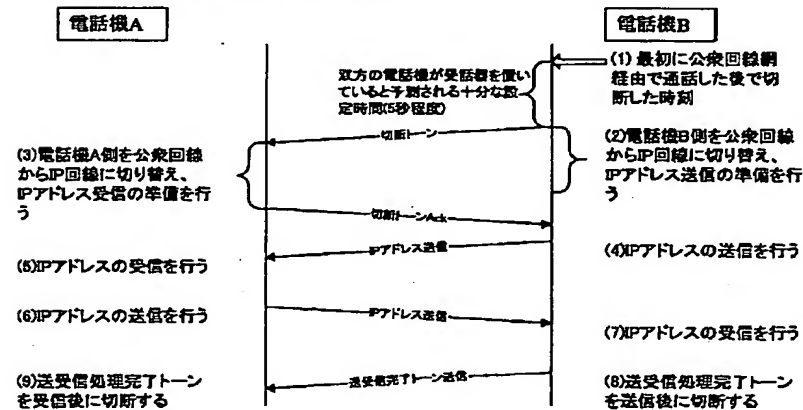 電話機A
電話機B
(1) 最初に公衆回線網
経由で通話した後で切
断した時刻
双方の電話機が受話器を置い
ていると予測される十分な設
定時間(5秒程度)
切断トーン
(2)電話機B側を公衆回線
からIP回線に切り替え、
IPアドレス送信の準備を行
う
(3)電話機A側を公衆回線
からIP回線に切り替え、
IPアドレス受信の準備を行
う
切断トーンAck
IPアドレス送信
(4)IPアドレスの送信を行う
(5)IPアドレスの受信を行う
(6)IPアドレスの送信を行う
IPアドレス送信
(7)IPアドレスの受信を行う
送受信完了トーン送信
(8)送受信処理完了トーン
を送信後に切断する
(9)送受信処理完了トーン
を受信後に切断する